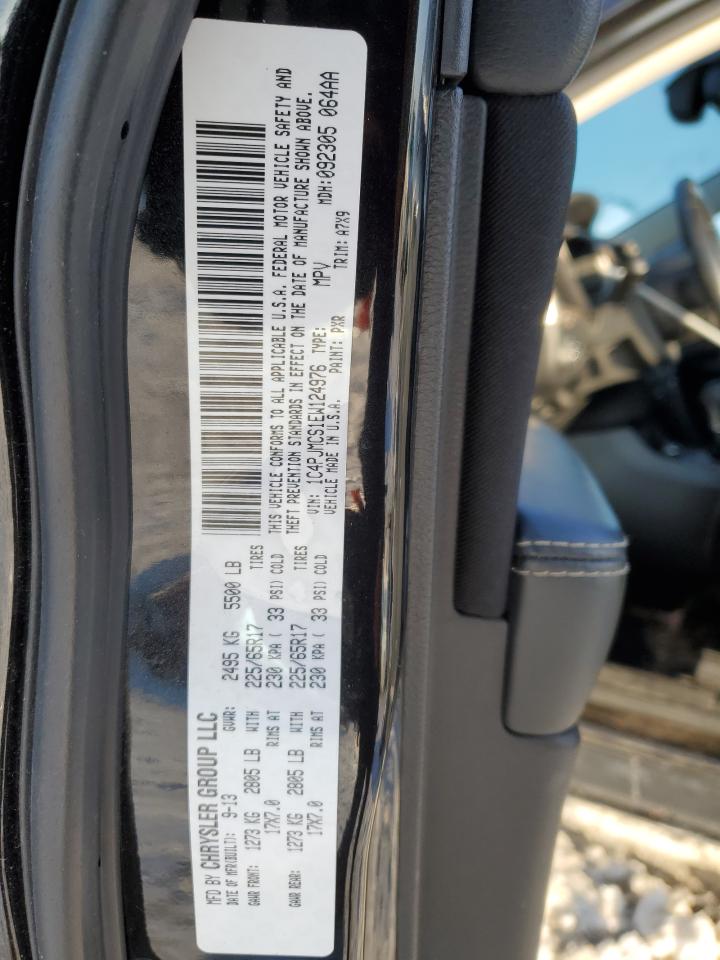 MFD BY CHRYSLER GROUP LLC
DATE OF MFR(BUILT): 9-13 GVWR: 2495 KG 5500 LB
GAWR FRONT: 1273 KG 2805 LB WITH 225/65R17 TIRES
17X7.0 RIMS AT 230 KPA ( 33 PSI) COLD
GAWR REAR: 1273 KG 2805 LB WITH 225/65R17 TIRES
17X7.0 RIMS AT 230 KPA ( 33 PSI) COLD
THIS VEHICLE CONFORMS TO ALL APPLICABLE U.S.A. FEDERAL MOTOR VEHICLE SAFETY AND
THEFT PREVENTION STANDARDS IN EFFECT ON THE DATE OF MANUFACTURE SHOWN ABOVE.
VIN: 1C4PJMCS1EW124976 TYPE: MPV MDH:092305 064AA
VEHICLE MADE IN U.S.A. PAINT: PXR TRIM: A7X9